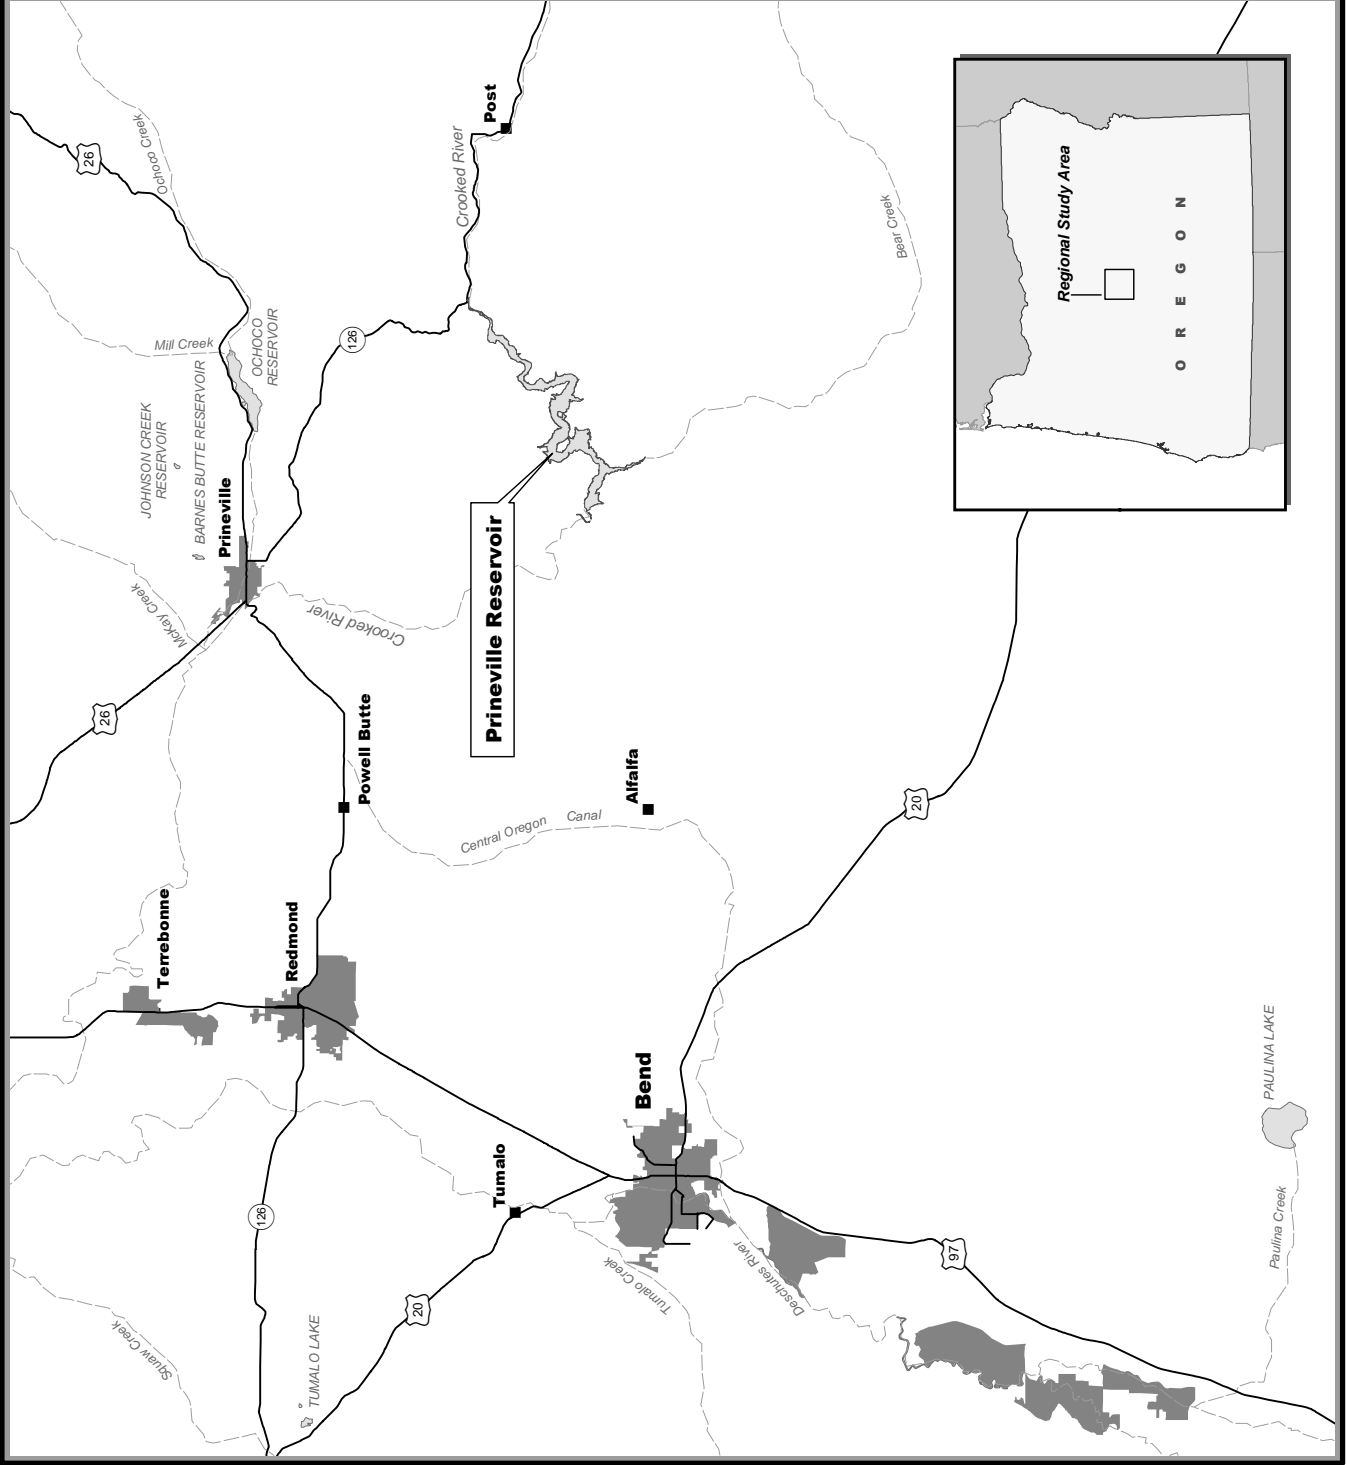 26
Ochoco Creek
Post
Crooked River
Bear Creek
Mill Creek
OCHOCO
RESERVOIR
126
JOHNSON CREEK
RESERVOIR
BARNES BUTTE RESERVOIR
Prineville
McKay Creek
Crooked River
Prineville Reservoir
26
Powell Butte
Alfalfa
Central Oregon Canal
20
Terrebonne
Redmond
Bend
Tumalo
126
20
Squaw Creek
TUMALO LAKE
Tumalo Creek
Deschutes River
97
PAULINA LAKE
Paulina Creek
Regional Study Area
OREGON